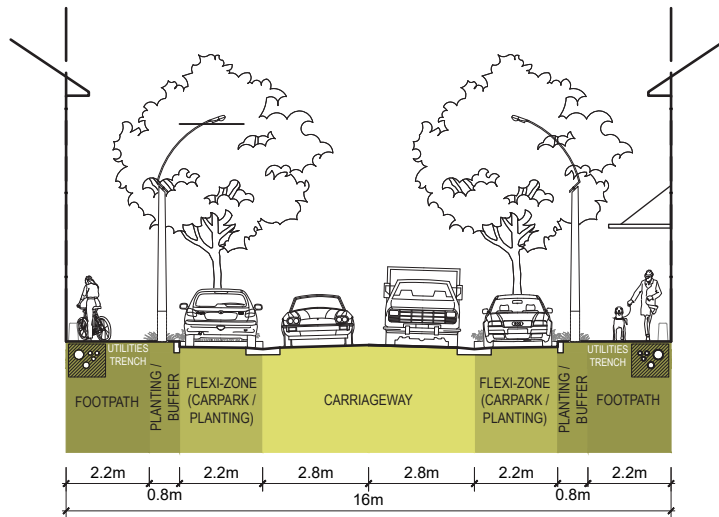 UTILITIES
TRENCH
FOOTPATH
PLANTING /
BUFFER
FLEXI-ZONE
(CARPARK /
PLANTING)
CARRIAGEWAY
FLEXI-ZONE
(CARPARK /
PLANTING)
PLANTING /
BUFFER
UTILITIES
TRENCH
FOOTPATH
2.2m
2.2m
2.8m
2.8m
2.2m
2.2m
0.8m
0.8m
16m